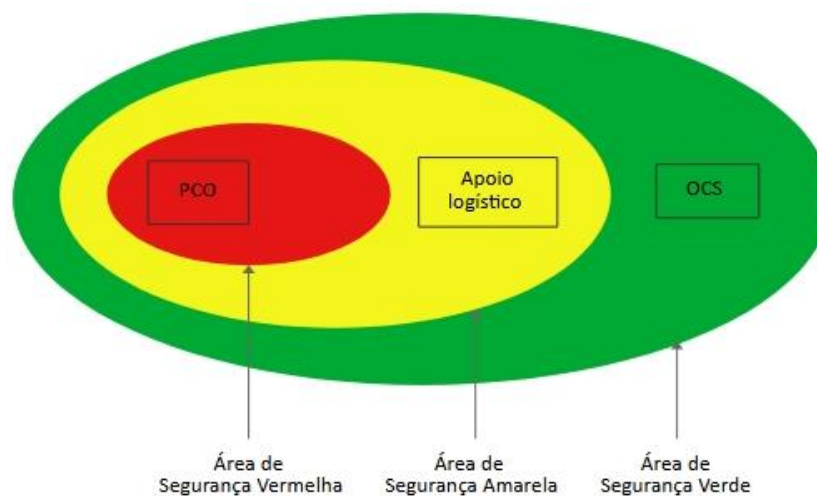 PCO
Apoio
logístico
OCS
Área de
Segurança Vermelha
Área de
Segurança Amarela
Área de
Segurança Verde